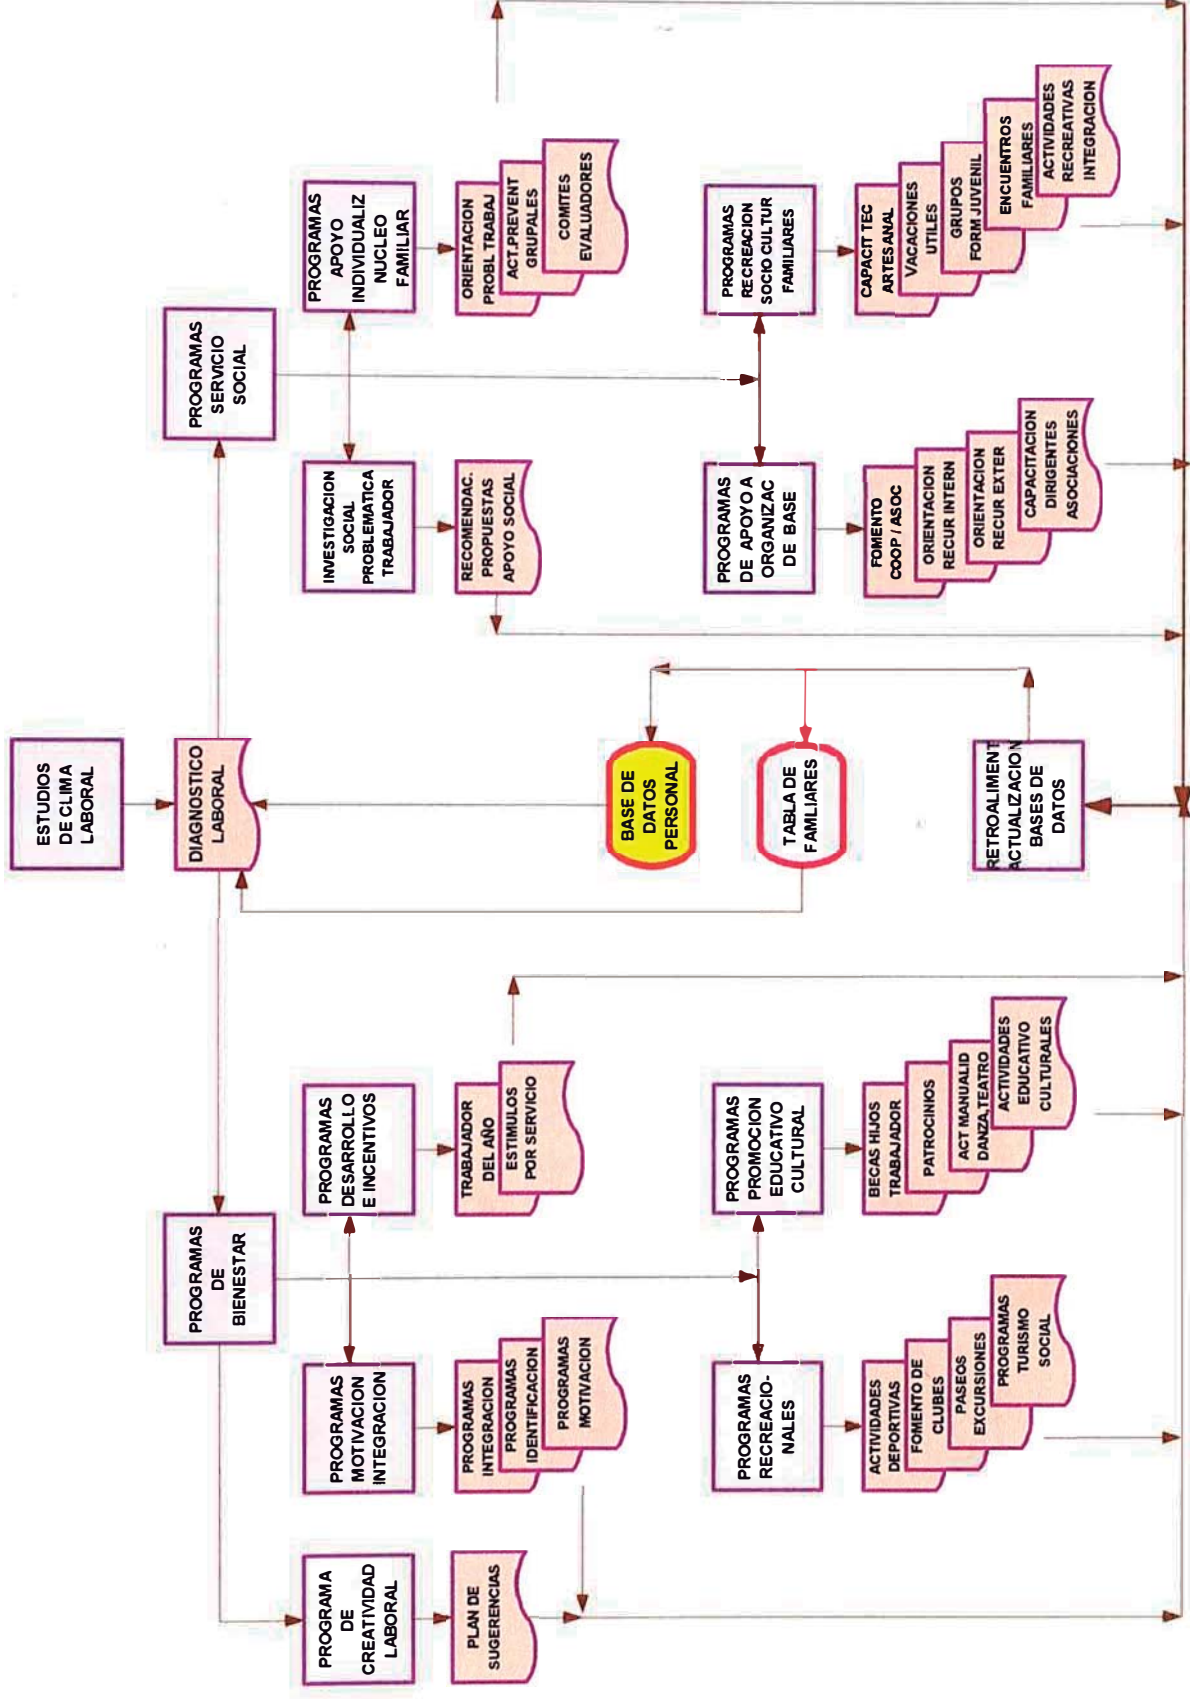 ESTUDIOS
DE CLIMA
LABORAL
DIAGNOSTICO
LABORAL
PROGRAMAS
DE
BIENESTAR
PROGRAMAS
SERVICIO
SOCIAL
PROGRAMA
DE
CREATIVIDAD
LABORAL
PROGRAMAS
MOTIVACION
INTEGRACION
PROGRAMAS
DESARROLLO
E INCENTIVOS
INVESTIGACION
SOCIAL
PROBLEMATICA
TRABAJADOR
PROGRAMAS
APOYO
INDIVIDUALIZ
NUCLEO
FAMILIAR
PLAN DE
SUGERENCIAS
PROGRAMAS
INTEGRACION
PROGRAMAS
IDENTIFICACION
PROGRAMAS
MOTIVACION
TRABAJADOR
DEL AÑO
ESTIMULOS
POR SERVICIO
RECOMENDAC.
PROPUESTAS
APOYO SOCIAL
ORIENTACION
PROBL TRABAJ
ACT.PREVENT
GRUPALES
COMITES
EVALUADORES
BASE DE
DATOS
PERSONAL
PROGRAMAS
RECREACIO-
NALES
PROGRAMAS
PROMOCION
EDUCATIVO
CULTURAL
TABLA DE
FAMILIARES
PROGRAMAS
DE APOYO A
ORGANIZAC
DE BASE
PROGRAMAS
RECREACION
SOCIO CULTUR
FAMILIARES
ACTIVIDADES
DEPORTIVAS
FOMENTO DE
CLUBES
PASEOS
EXCURSIONES
PROGRAMAS
TURISMO
SOCIAL
BECAS HIJOS
TRABAJADOR
PATROCINIOS
ACT MANUALID
DANZA,TEATRO
ACTIVIDADES
EDUCATIVO
CULTURALES
RETROALIMENT
ACTUALIZACION
BASES DE
DATOS
FOMENTO
COOP / ASOC
ORIENTACION
RECUR INTERN
ORIENTACION
RECUR EXTER
CAPACITACION
DIRIGENTES
ASOCIACIONES
CAPACIT TEC
ARTESANAL
VACACIONES
UTILES
GRUPOS
FORM JUVENIL
ENCUENTROS
FAMILIARES
ACTIVIDADES
RECREATIVAS
INTEGRACION